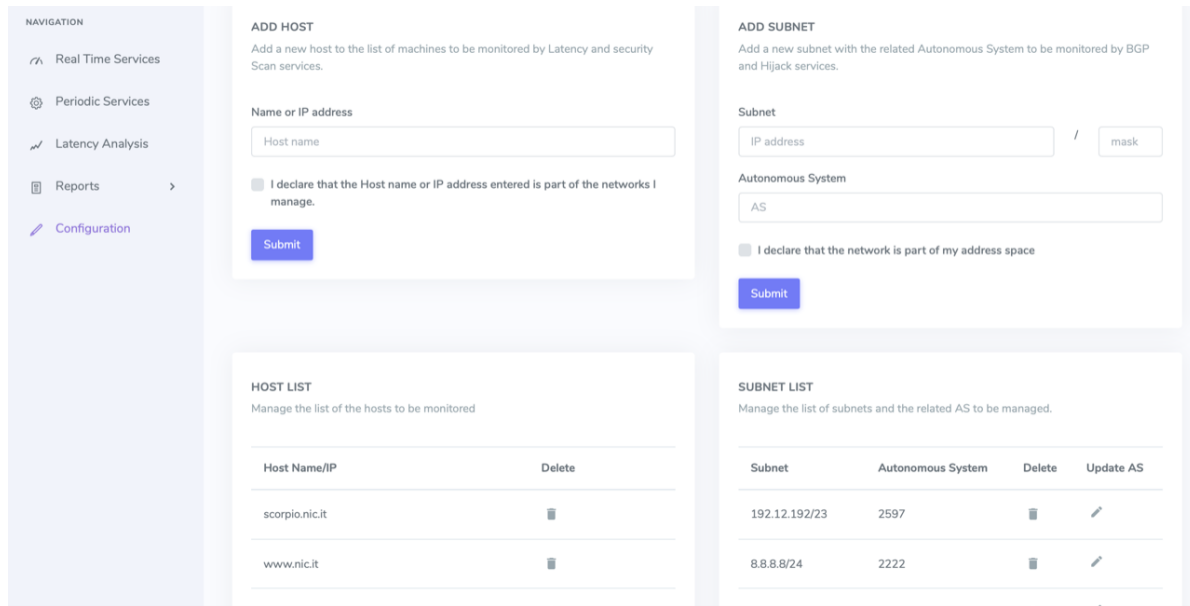 NAVIGATION
Real Time Services
Periodic Services
Latency Analysis
Reports
Configuration
ADD HOST
Add a new host to the list of machines to be monitored by Latency and security
Scan services.
Name or IP address
Host name
I declare that the Host name or IP address entered is part of the networks I
manage.
Submit
ADD SUBNET
Add a new subnet with the related Autonomous System to be monitored by BGP
and Hijack services.
Subnet
IP address / mask
Autonomous System
AS
I declare that the network is part of my address space
Submit
HOST LIST
Manage the list of the hosts to be monitored
Host Name/IP Delete
scorpio.nic.it
www.nic.it
SUBNET LIST
Manage the list of subnets and the related AS to be managed.
Subnet Autonomous System Delete Update AS
192.12.192/23 2597
8.8.8.8/24 2222